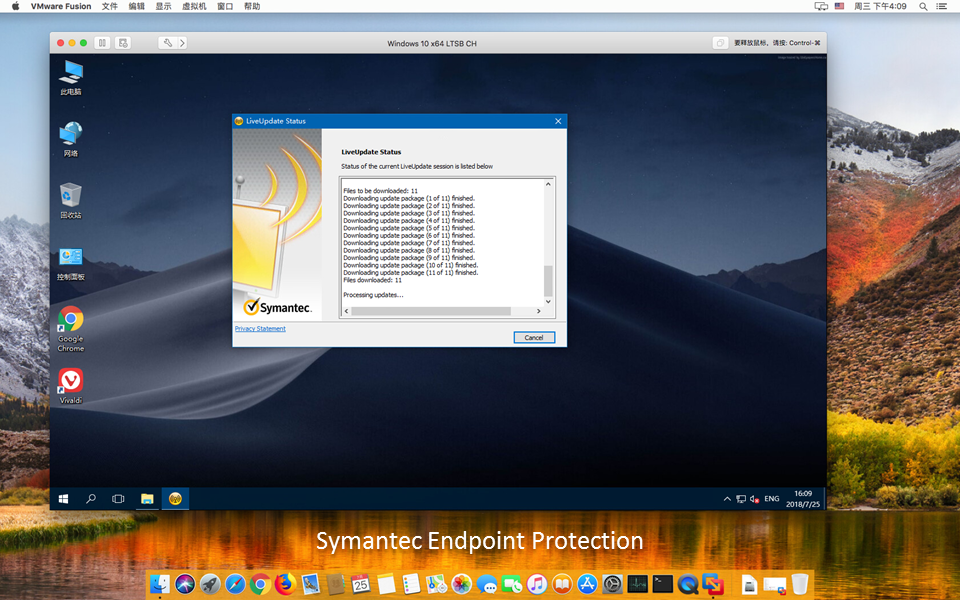 VMware Fusion 文件 编辑 显示 虚拟机 窗口 帮助 周三 下午4:09
Windows 10 x64 LTSB CH
要释放鼠标，请按: Control-⌘
此电脑
网络
回收站
控制面板
Google
Chrome
Vivaldi
LiveUpdate Status
LiveUpdate Status
Status of the current LiveUpdate session is listed below
Files to be downloaded: 11
Downloading update package (1 of 11) finished.
Downloading update package (2 of 11) finished.
Downloading update package (3 of 11) finished.
Downloading update package (4 of 11) finished.
Downloading update package (5 of 11) finished.
Downloading update package (6 of 11) finished.
Downloading update package (7 of 11) finished.
Downloading update package (8 of 11) finished.
Downloading update package (9 of 11) finished.
Downloading update package (10 of 11) finished.
Downloading update package (11 of 11) finished.
Files downloaded: 11
Processing updates...
Symantec.
Privacy Statement
Cancel
ENG
16:09
2018/7/25
Symantec Endpoint Protection
25